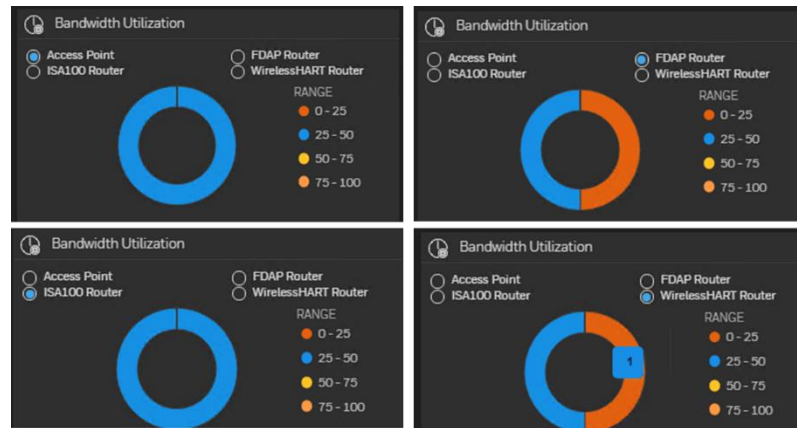 Bandwidth Utilization
Access Point FDAP Router
ISA100 Router WirelessHART Router
RANGE
0 - 25
25 - 50
50 - 75
75 - 100
Bandwidth Utilization
Access Point FDAP Router
ISA100 Router WirelessHART Router
RANGE
0 - 25
25 - 50
50 - 75
75 - 100
Bandwidth Utilization
Access Point FDAP Router
ISA100 Router WirelessHART Router
RANGE
0 - 25
25 - 50
50 - 75
75 - 100
Bandwidth Utilization
Access Point FDAP Router
ISA100 Router WirelessHART Router
RANGE
0 - 25
1 25 - 50
50 - 75
75 - 100